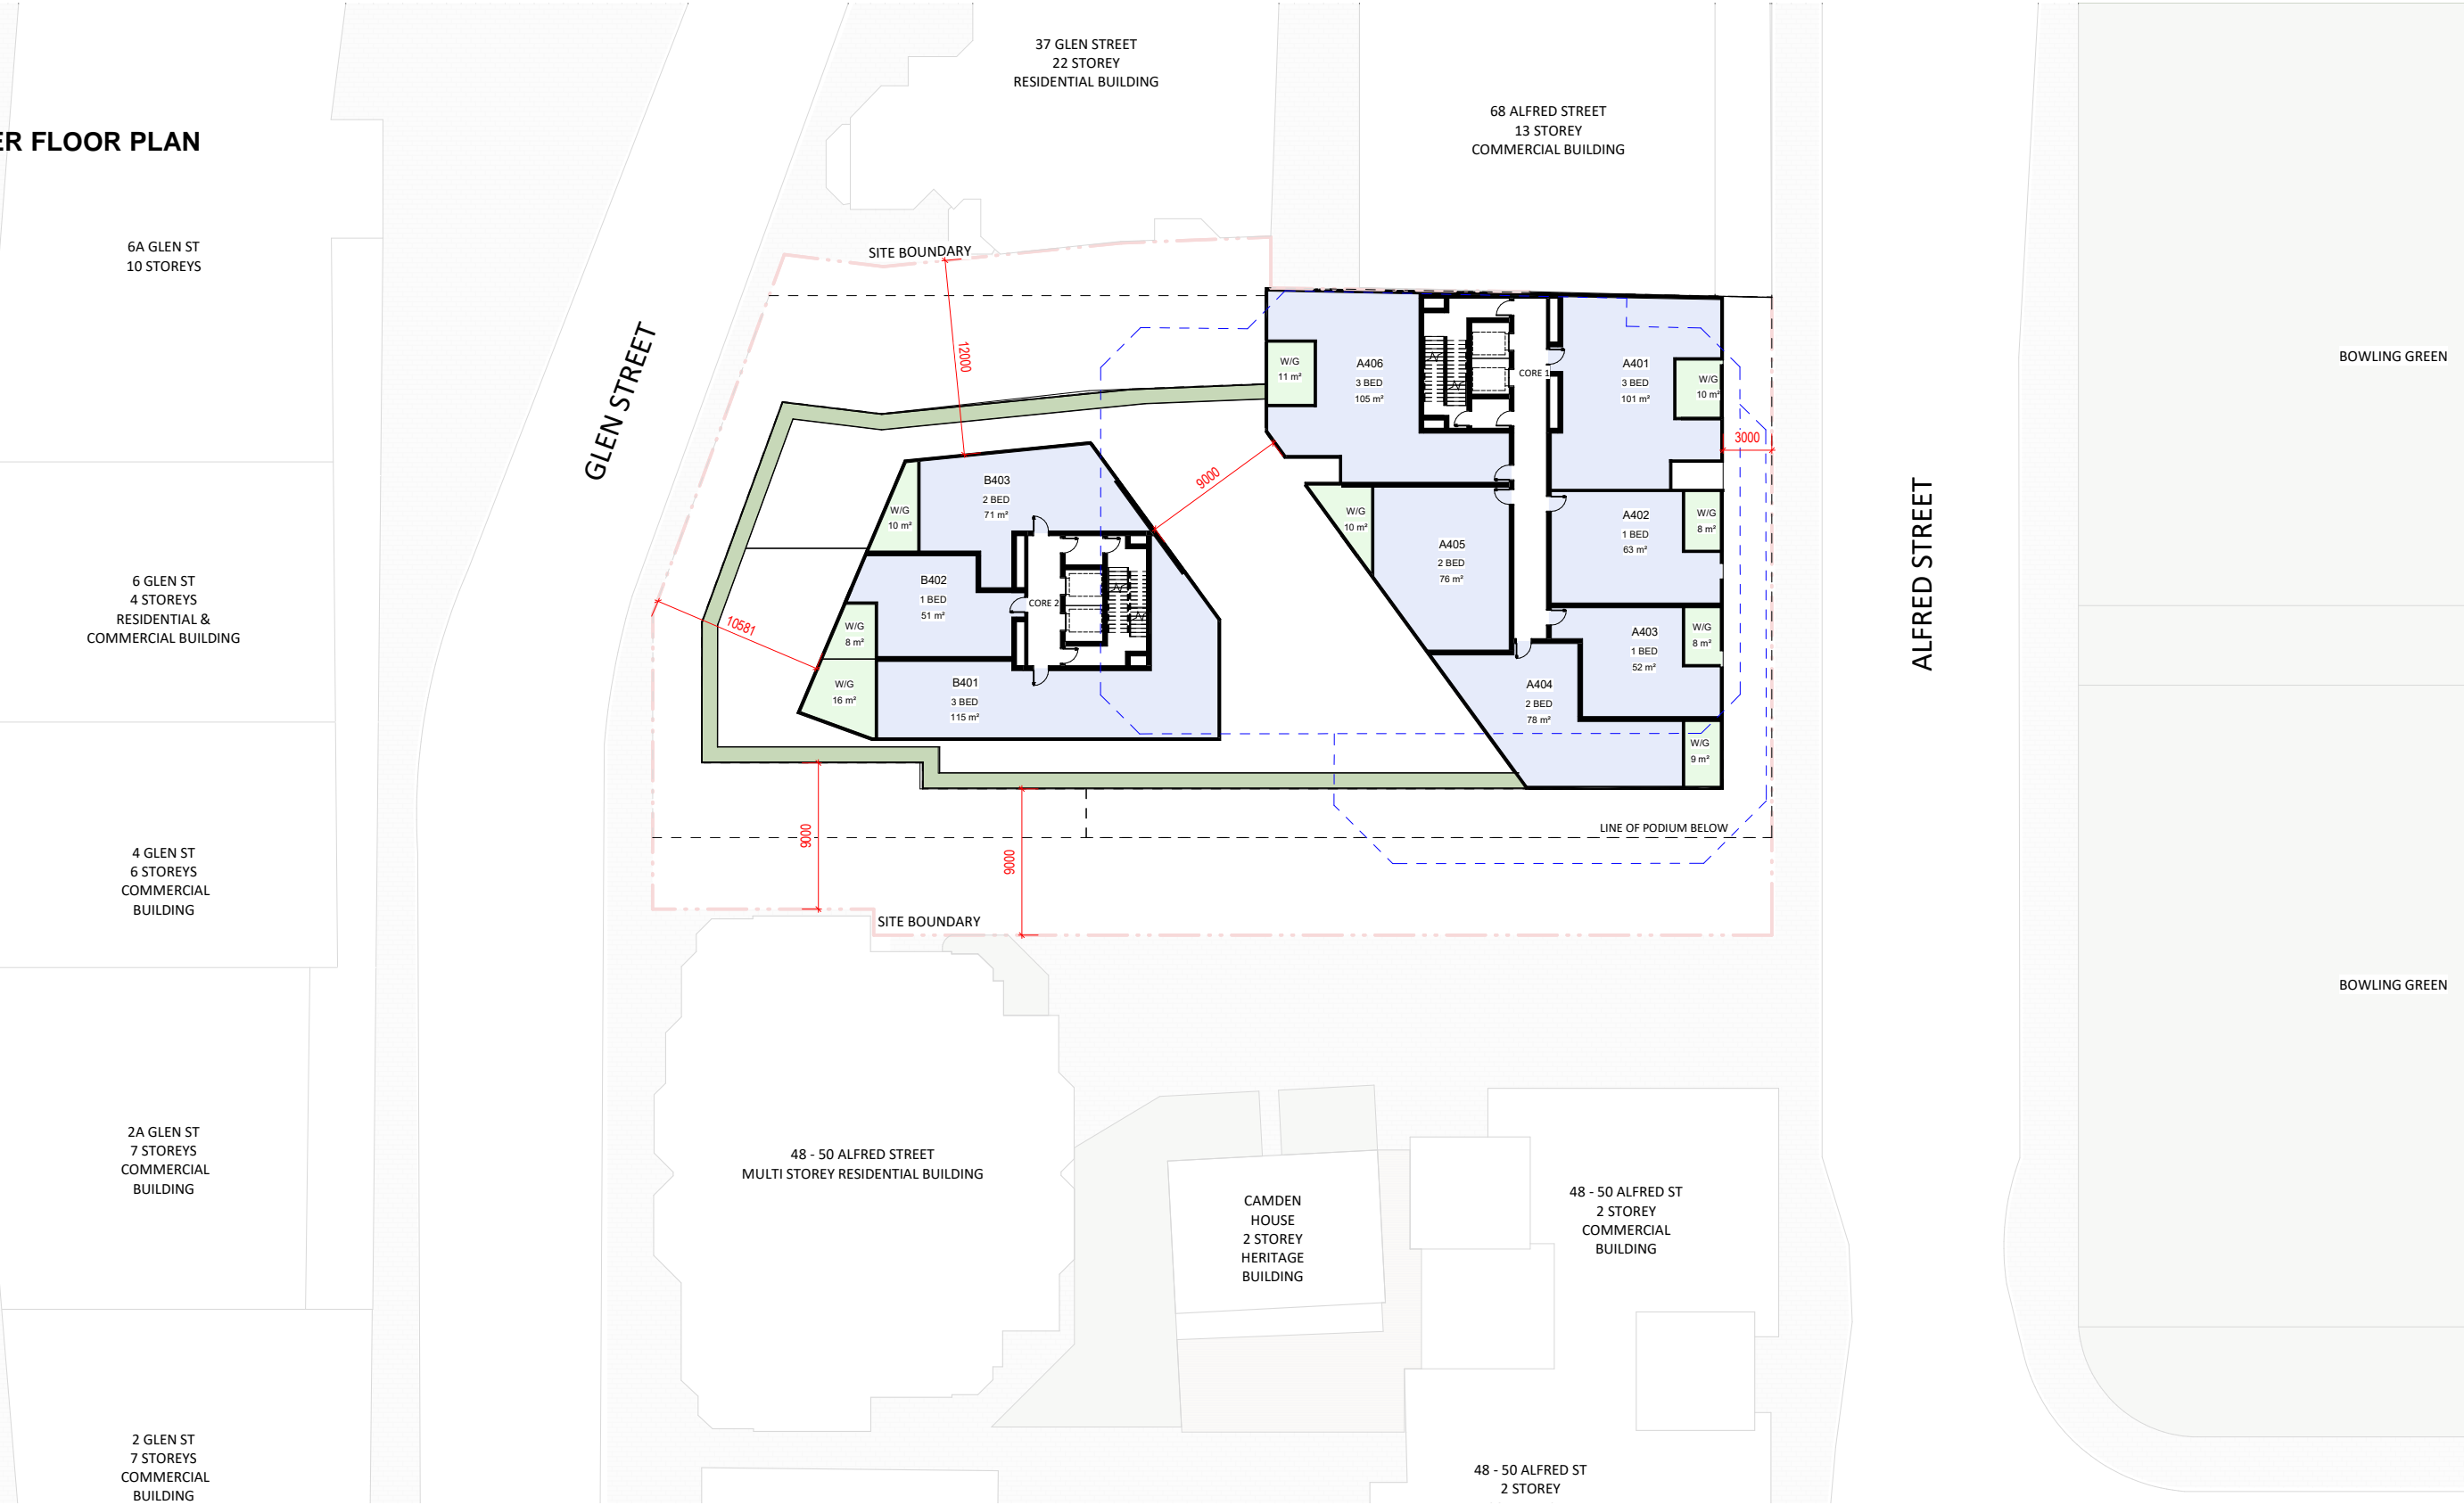 ER FLOOR PLAN
6A GLEN ST
10 STOREYS
6 GLEN ST
4 STOREYS
RESIDENTIAL &
COMMERCIAL BUILDING
4 GLEN ST
6 STOREYS
COMMERCIAL
BUILDING
2A GLEN ST
7 STOREYS
COMMERCIAL
BUILDING
2 GLEN ST
7 STOREYS
COMMERCIAL
BUILDING
GLEN STREET
37 GLEN STREET
22 STOREY
RESIDENTIAL BUILDING
68 ALFRED STREET
13 STOREY
COMMERCIAL BUILDING
SITE BOUNDARY
12000
9000
10581
3000
9000
9000
W/G
11 m²
A406
3 BED
105 m²
CORE 1
A401
3 BED
101 m²
W/G
10 m²
A402
1 BED
63 m²
W/G
8 m²
W/G
10 m²
A405
2 BED
76 m²
A403
1 BED
52 m²
W/G
8 m²
A404
2 BED
78 m²
W/G
9 m²
B403
2 BED
71 m²
W/G
10 m²
B402
1 BED
51 m²
CORE 2
W/G
8 m²
W/G
16 m²
B401
3 BED
115 m²
LINE OF PODIUM BELOW
SITE BOUNDARY
ALFRED STREET
BOWLING GREEN
BOWLING GREEN
48 - 50 ALFRED STREET
MULTI STOREY RESIDENTIAL BUILDING
CAMDEN
HOUSE
2 STOREY
HERITAGE
BUILDING
48 - 50 ALFRED ST
2 STOREY
COMMERCIAL
BUILDING
48 - 50 ALFRED ST
2 STOREY